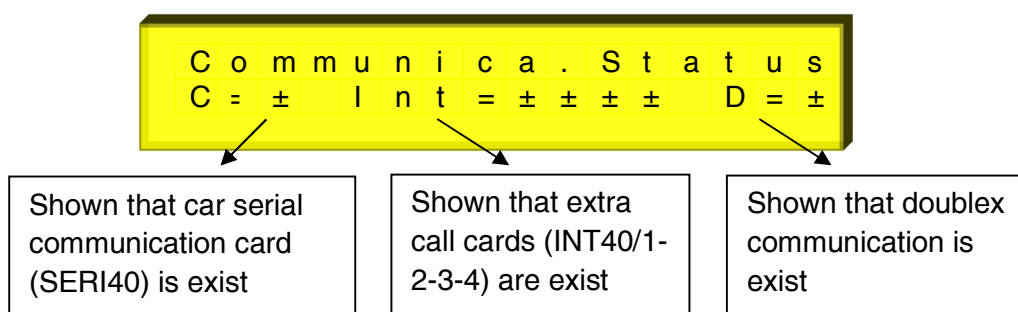 Communica.Status
C=± Int=±±±± D=±
Shown that car serial
communication card
(SERI40) is exist
Shown that extra
call cards (INT40/1-
2-3-4) are exist
Shown that doublex
communication is
exist